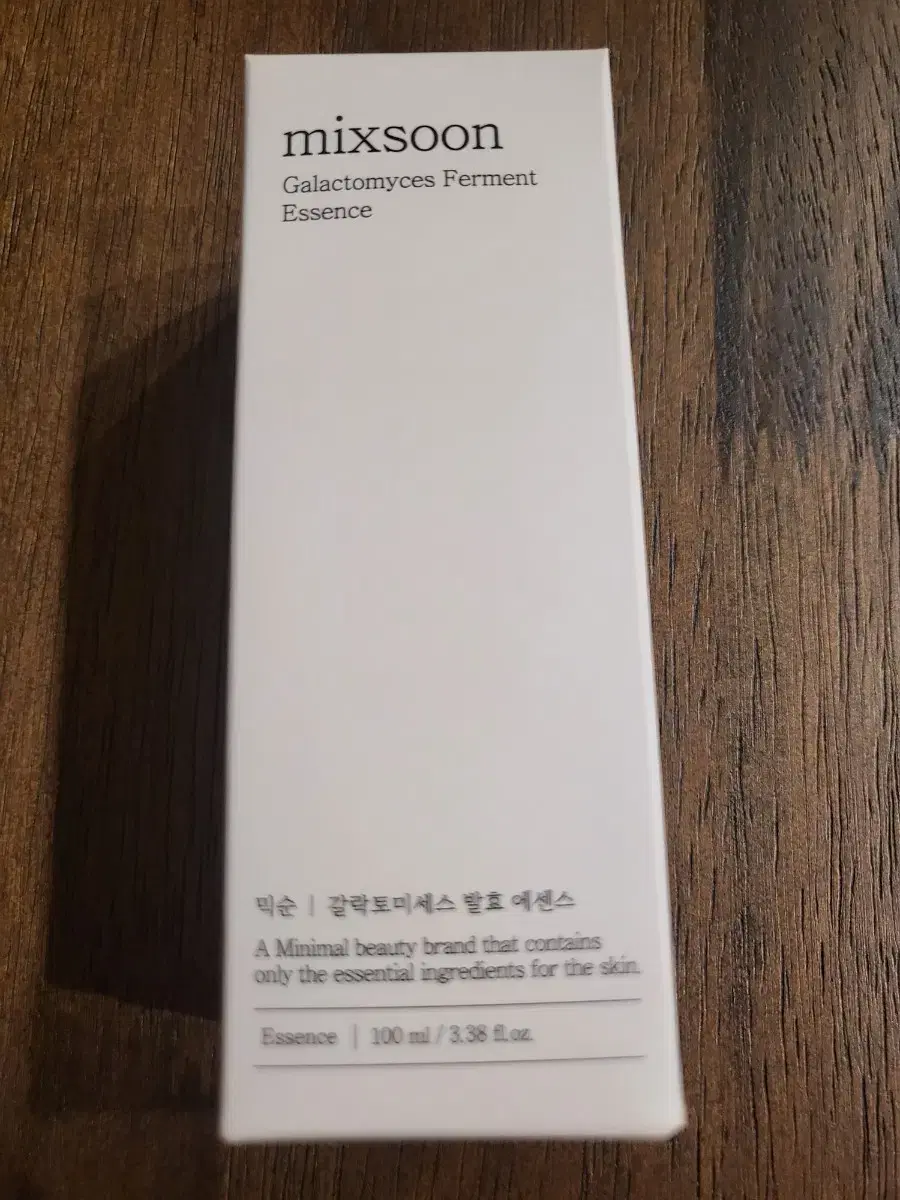 mixsoon
Galactomyces Ferment
Essence
믹순 | 갈락토미세스 발효 에센스
A Minimal beauty brand that contains
only the essential ingredients for the skin.
Essence | 100 ml / 3.38 fl.oz.